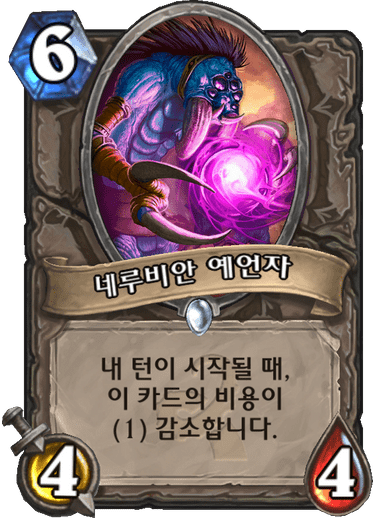 6
네루비안 예언자
내 턴이 시작될 때,
이 카드의 비용이
(1) 감소합니다.
4
4